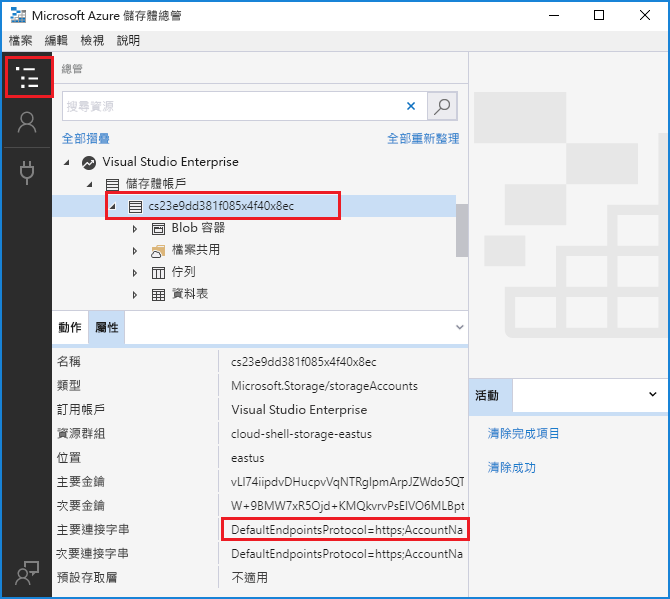 Microsoft Azure 儲存體總管
檔案 編輯 檢視 說明
總管
搜尋資源
全部摺疊 全部重新整理
Visual Studio Enterprise
儲存體帳戶
cs23e9dd381f085x4f40x8ec
Blob 容器
檔案共用
佇列
資料表
動作 屬性
名稱 cs23e9dd381f085x4f40x8ec
類型 Microsoft.Storage/storageAccounts
訂用帳戶 Visual Studio Enterprise
資源群組 cloud-shell-storage-eastus
位置 eastus
主要金鑰 vLI74iipdvDHucpvVqNTRglpmArpJZWdo5QT
次要金鑰 W+9BMW7xR5Ojd+KMQkvrvPsElVO6MLBpt
主要連接字串 DefaultEndpointsProtocol=https;AccountNa
次要連接字串 DefaultEndpointsProtocol=https;AccountNa
預設存取層 不適用
活動
清除完成項目
清除成功